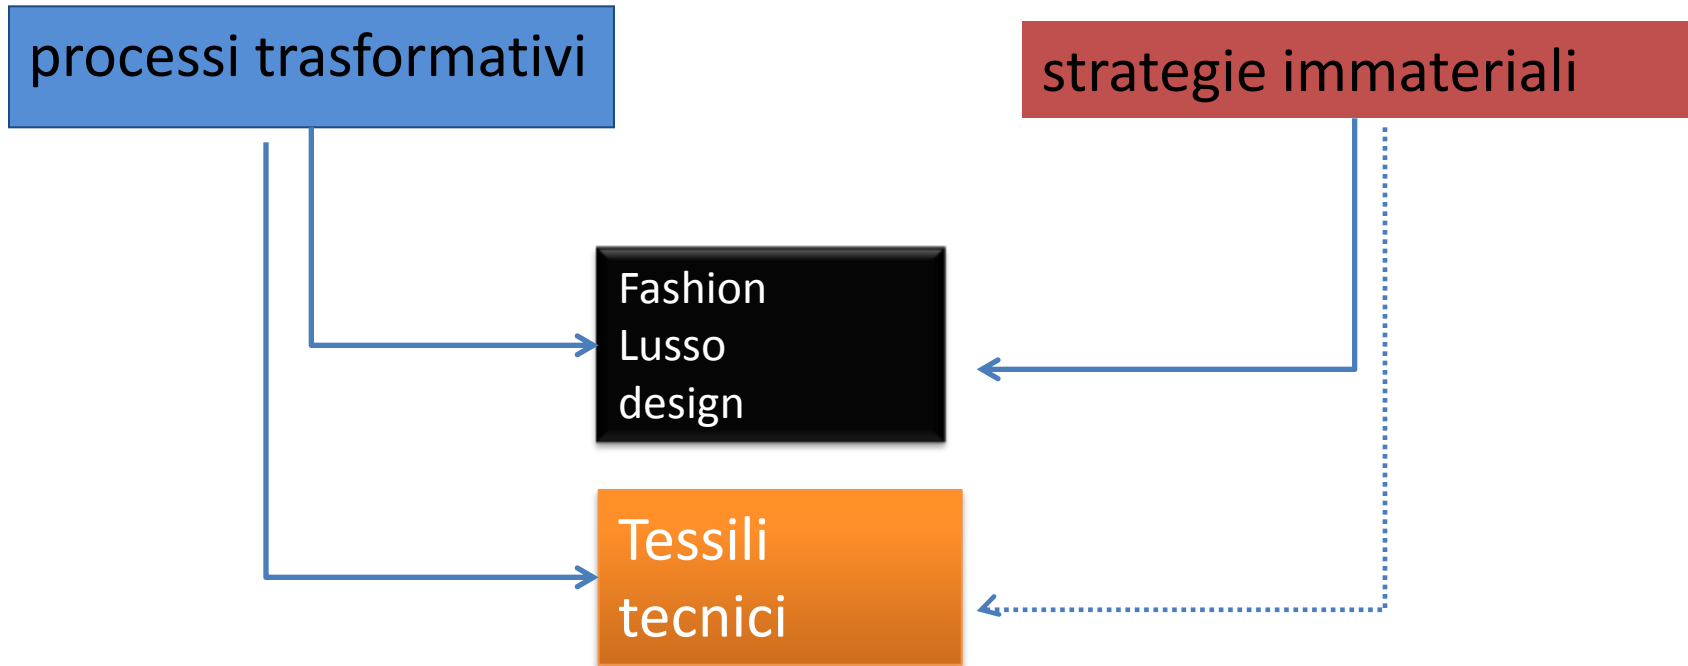 processi trasformativi
strategie immateriali
Fashion
Lusso
design
Tessili
tecnici